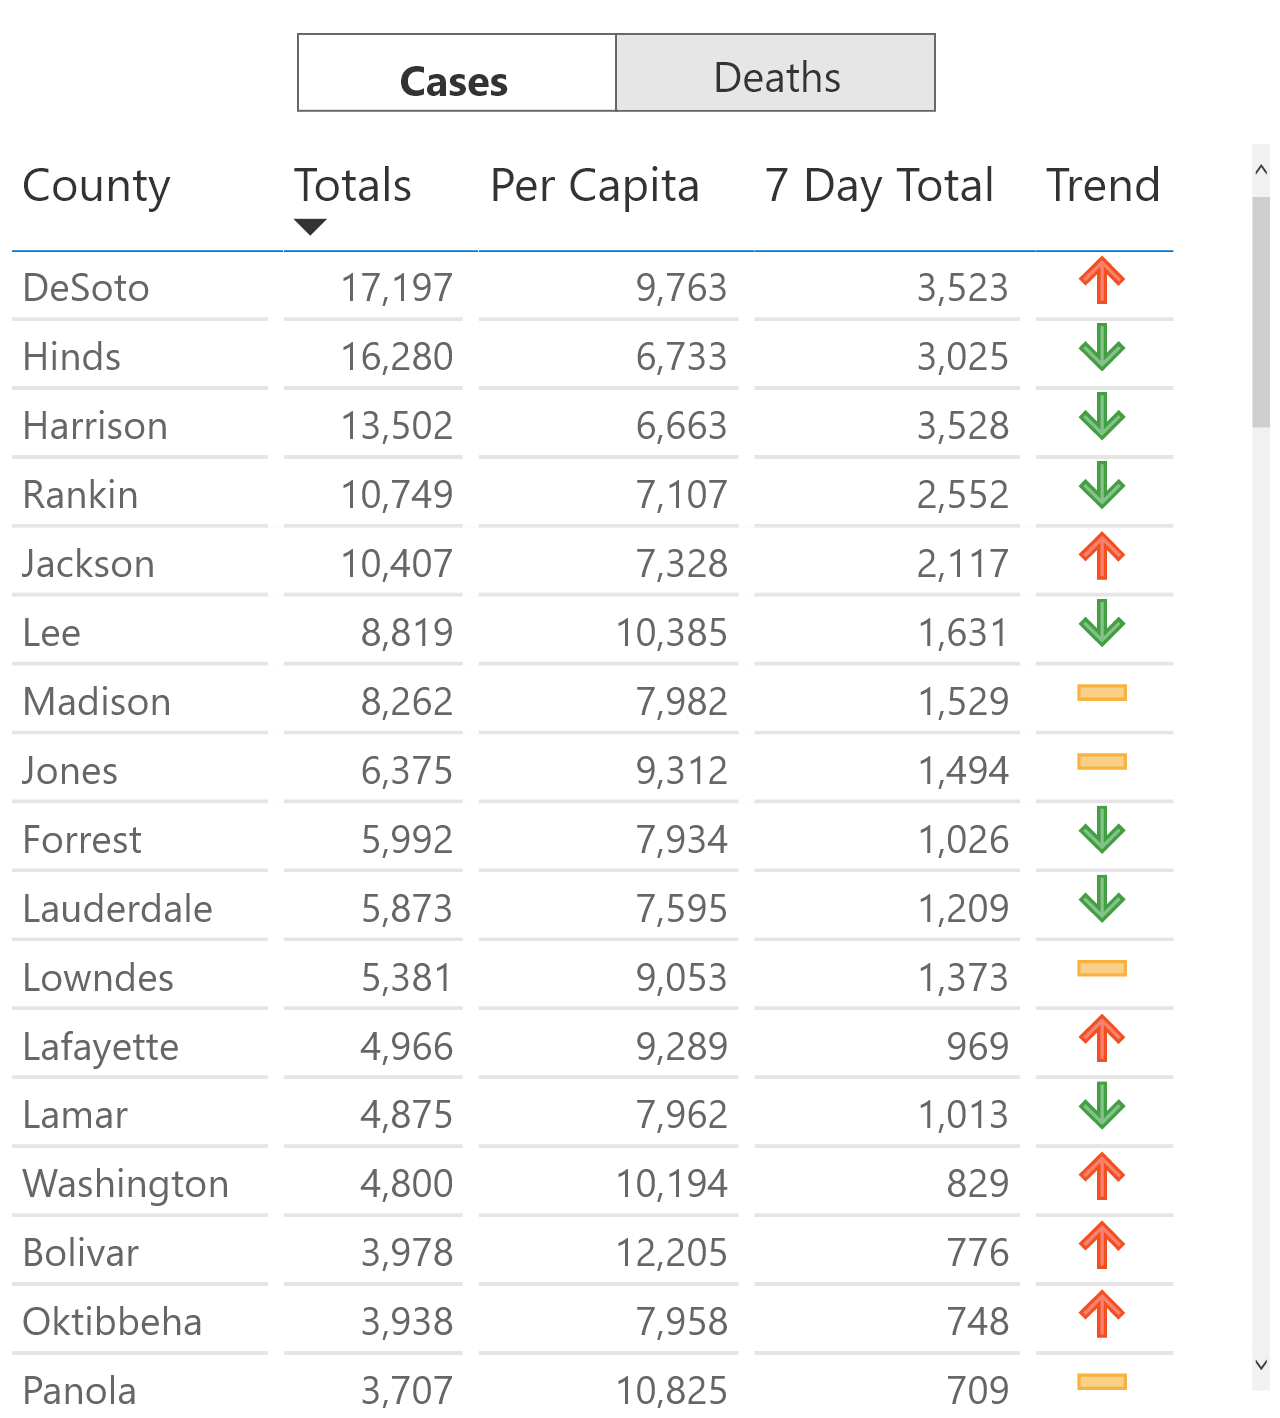 Cases Deaths
County Totals Per Capita 7 Day Total Trend
DeSoto 17,197 9,763 3,523
Hinds 16,280 6,733 3,025
Harrison 13,502 6,663 3,528
Rankin 10,749 7,107 2,552
Jackson 10,407 7,328 2,117
Lee 8,819 10,385 1,631
Madison 8,262 7,982 1,529
Jones 6,375 9,312 1,494
Forrest 5,992 7,934 1,026
Lauderdale 5,873 7,595 1,209
Lowndes 5,381 9,053 1,373
Lafayette 4,966 9,289 969
Lamar 4,875 7,962 1,013
Washington 4,800 10,194 829
Bolivar 3,978 12,205 776
Oktibbeha 3,938 7,958 748
Panola 3,707 10,825 709